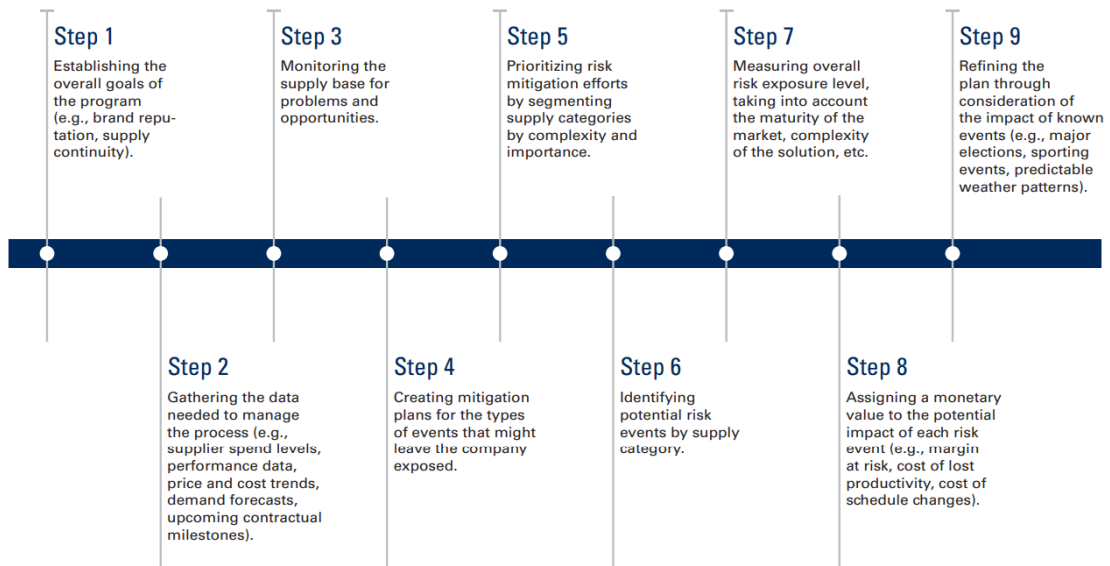 Step 1
Establishing the
overall goals of
the program
(e.g., brand repu-
tation, supply
continuity).
Step 2
Gathering the data
needed to manage
the process (e.g.,
supplier spend levels,
performance data,
price and cost trends,
demand forecasts,
upcoming contractual
milestones).
Step 3
Monitoring the
supply base for
problems and
opportunities.
Step 4
Creating mitigation
plans for the types
of events that might
leave the company
exposed.
Step 5
Prioritizing risk
mitigation efforts
by segmenting
supply categories
by complexity and
importance.
Step 6
Identifying
potential risk
events by supply
category.
Step 7
Measuring overall
risk exposure level,
taking into account
the maturity of the
market, complexity
of the solution, etc.
Step 8
Assigning a monetary
value to the potential
impact of each risk
event (e.g., margin
at risk, cost of lost
productivity, cost of
schedule changes).
Step 9
Refining the
plan through
consideration of
the impact of known
events (e.g., major
elections, sporting
events, predictable
weather patterns).